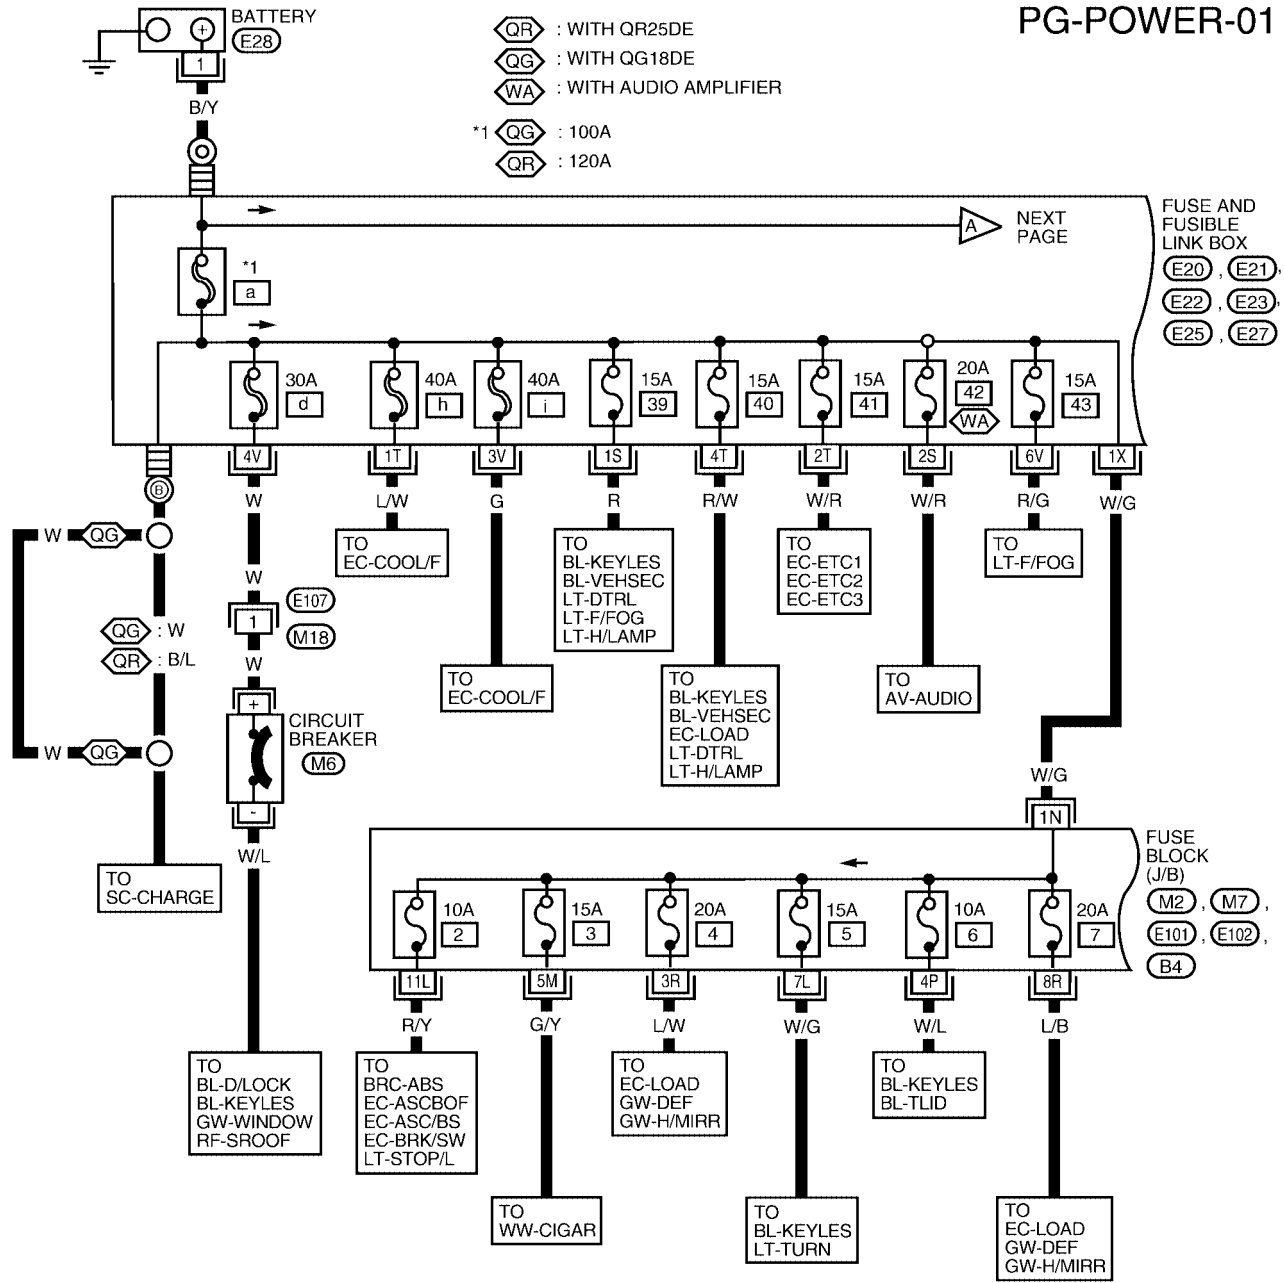 PG-POWER-01
BATTERY
E28
+
1
B/Y
QR : WITH QR25DE
QG : WITH QG18DE
WA : WITH AUDIO AMPLIFIER
*1 QG : 100A
QR : 120A
A
NEXT
PAGE
FUSE AND
FUSIBLE
LINK BOX
E20 , E21,
E22 , E23,
E25 , E27
*1
a
30A
d
40A
h
40A
i
15A
39
15A
40
15A
41
20A
42
WA
15A
43
4V
1T
3V
1S
4T
2T
2S
6V
1X
B
W
L/W
G
R
R/W
W/R
W/R
R/G
W/G
W QG
TO
EC-COOL/F
TO
BL-KEYLES
BL-VEHSEC
LT-DTRL
LT-F/FOG
LT-H/LAMP
TO
EC-ETC1
EC-ETC2
EC-ETC3
TO
LT-F/FOG
W
E107
1
M18
W
QG : W
QR : B/L
TO
EC-COOL/F
TO
BL-KEYLES
BL-VEHSEC
EC-LOAD
LT-DTRL
LT-H/LAMP
TO
AV-AUDIO
+
CIRCUIT
BREAKER
M6
-
W QG
W/G
1N
W/L
TO
SC-CHARGE
FUSE
BLOCK
(J/B)
M2 , M7 ,
E101 , E102 ,
B4
10A
2
15A
3
20A
4
15A
5
10A
6
20A
7
11L
5M
3R
7L
4P
8R
R/Y
G/Y
L/W
W/G
W/L
L/B
TO
BL-D/LOCK
BL-KEYLES
GW-WINDOW
RF-SROOF
TO
BRC-ABS
EC-ASCBOF
EC-ASC/BS
EC-BRK/SW
LT-STOP/L
TO
EC-LOAD
GW-DEF
GW-H/MIRR
TO
BL-KEYLES
BL-TLID
TO
WW-CIGAR
TO
BL-KEYLES
LT-TURN
TO
EC-LOAD
GW-DEF
GW-H/MIRR